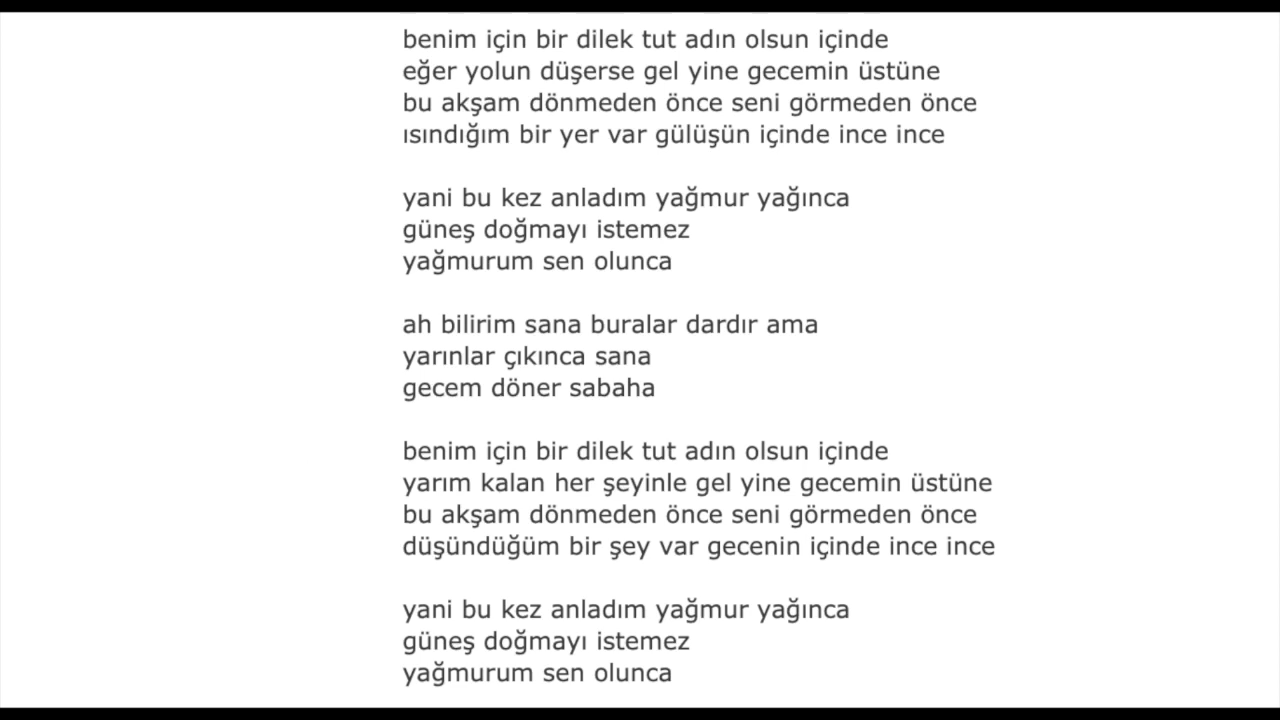 benim için bir dilek tut adın olsun içinde
eğer yolun düşerse gel yine gecemin üstüne
bu akşam dönmeden önce seni görmeden önce
ısındığım bir yer var gülüşün içinde ince ince
yani bu kez anladım yağmur yağınca
güneş doğmayı istemez
yağmurum sen olunca
ah bilirim sana buralar dardır ama
yarınlar çıkınca sana
gecem döner sabaha
benim için bir dilek tut adın olsun içinde
yarım kalan her şeyinle gel yine gecemin üstüne
bu akşam dönmeden önce seni görmeden önce
düşündüğüm bir şey var gecenin içinde ince ince
yani bu kez anladım yağmur yağınca
güneş doğmayı istemez
yağmurum sen olunca